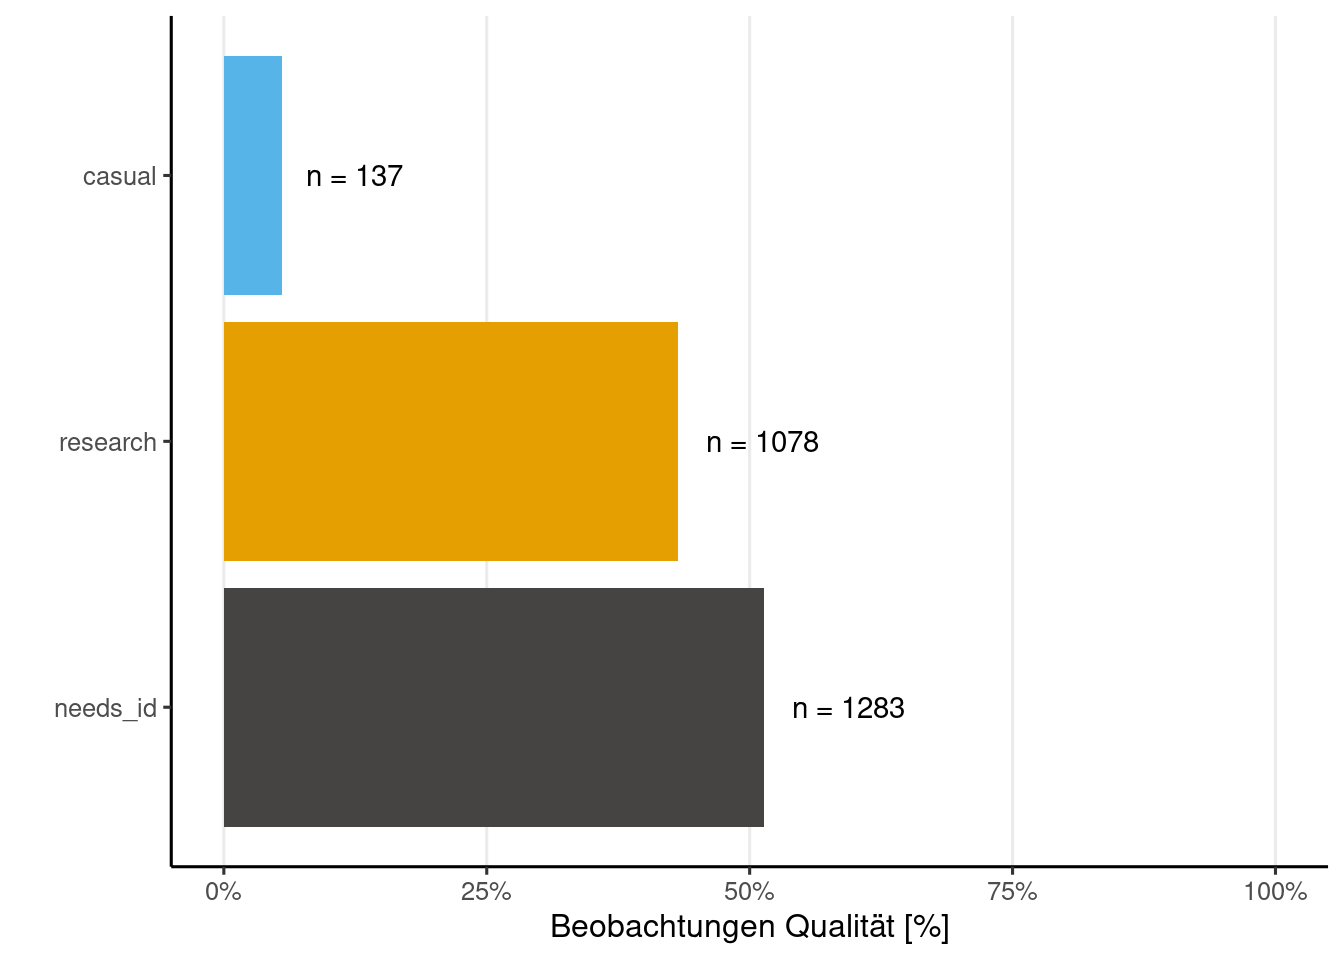 casual
n = 137
research
n = 1078
needs_id
n = 1283
0% 25% 50% 75% 100%
Beobachtungen Qualität [%]